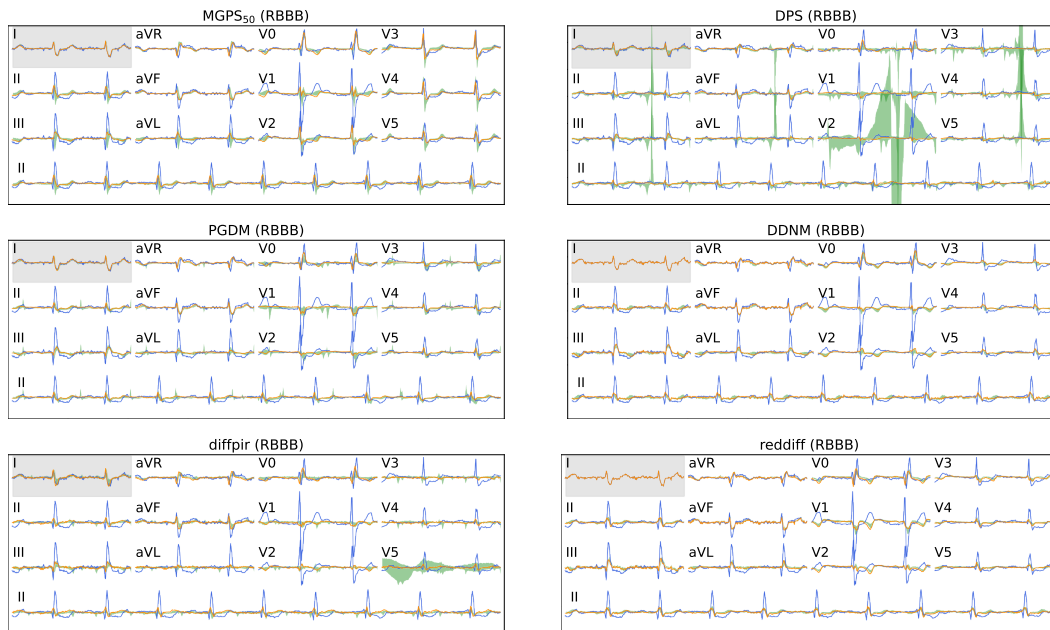 MGPS₅₀ (RBBB)
I aVR V0 V3
II aVF V1 V4
III aVL V2 V5
II
DPS (RBBB)
I aVR V0 V3
II aVF V1 V4
III aVL V2 V5
II
PGDM (RBBB)
I aVR V0 V3
II aVF V1 V4
III aVL V2 V5
II
DDNM (RBBB)
I aVR V0 V3
II aVF V1 V4
III aVL V2 V5
II
diffpir (RBBB)
I aVR V0 V3
II aVF V1 V4
III aVL V2 V5
II
reddiff (RBBB)
I aVR V0 V3
II aVF V1 V4
III aVL V2 V5
II